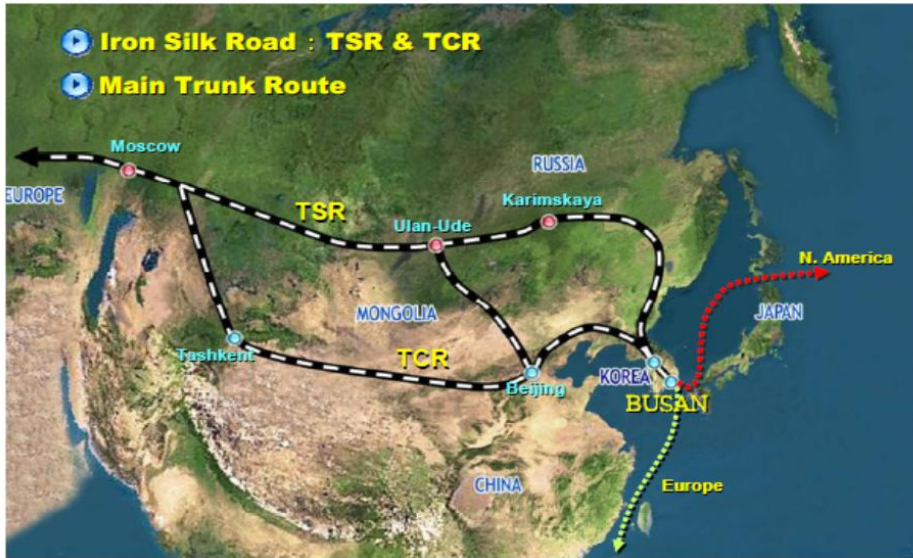 Iron Silk Road : TSR & TCR
Main Trunk Route
Moscow
EUROPE
RUSSIA
Karimskaya
TSR
Ulan-Ude
N. America
MONGOLIA
JAPAN
Tashkent
TCR
Beijing
KOREA
BUSAN
CHINA
Europe